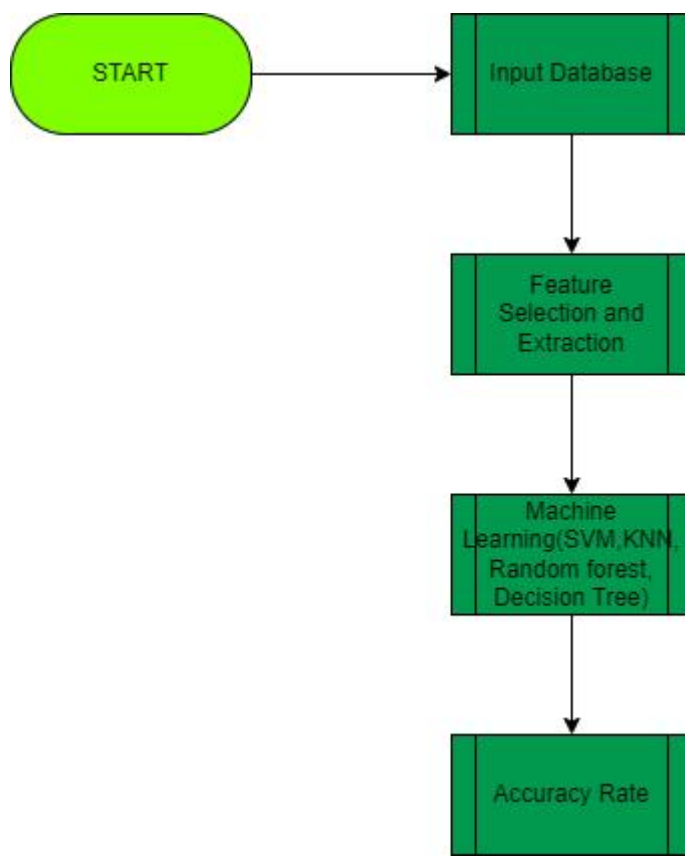 START
Input Database
Feature
Selection and
Extraction
Machine
Learning(SVM,KNN,
Random forest,
Decision Tree)
Accuracy Rate